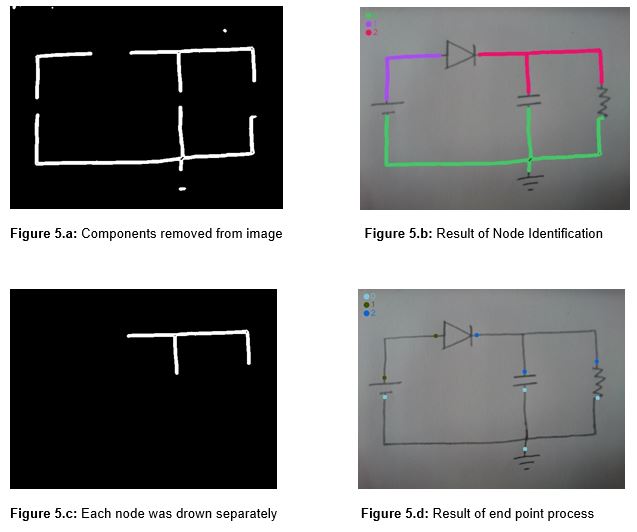 1
2
Figure 5.a: Components removed from image
Figure 5.b: Result of Node Identification
0
1
2
Figure 5.c: Each node was drown separately
Figure 5.d: Result of end point process